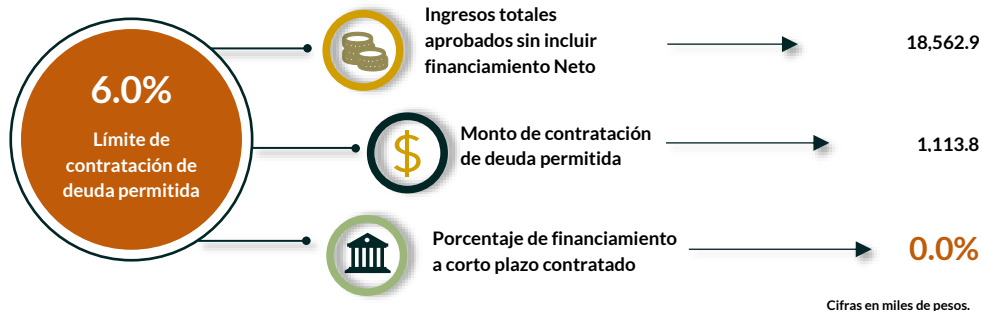 6.0%
Límite de
contratación de
deuda permitida
Ingresos totales
aprobados sin incluir
financiamiento Neto
18,562.9
$
Monto de contratación
de deuda permitida
1,113.8
Porcentaje de financiamiento
a corto plazo contratado
0.0%
Cifras en miles de pesos.